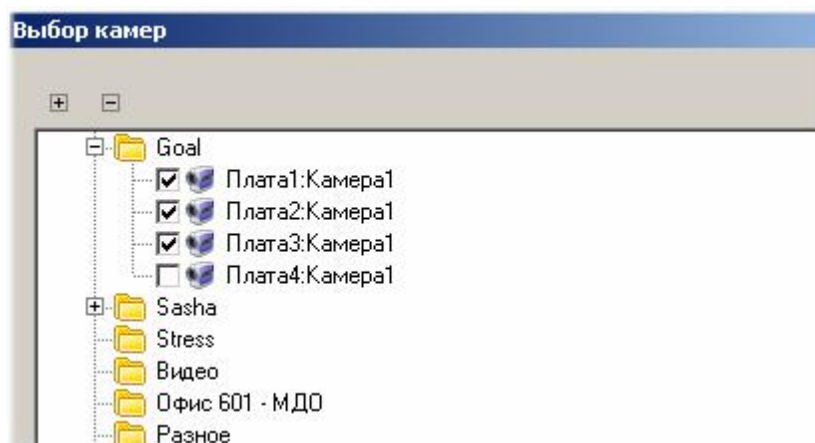 Выбор камер
Goal
Плата1:Камера1
Плата2:Камера1
Плата3:Камера1
Плата4:Камера1
Sasha
Stress
Видео
Офис 601 - МДО
Разное